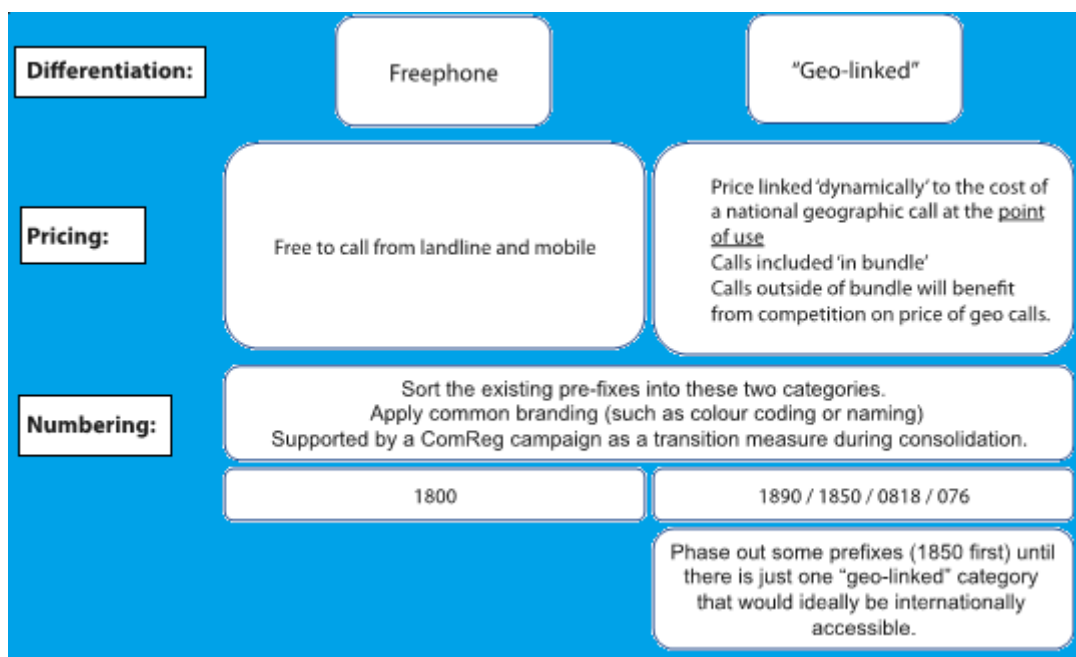 Differentiation:
Freephone
“Geo-linked”
Pricing:
Free to call from landline and mobile
Price linked ‘dynamically’ to the cost of
a national geographic call at the point
of use
Calls included ‘in bundle’
Calls outside of bundle will benefit
from competition on price of geo calls.
Numbering:
Sort the existing pre-fixes into these two categories.
Apply common branding (such as colour coding or naming)
Supported by a ComReg campaign as a transition measure during consolidation.
1800
1890 / 1850 / 0818 / 076
Phase out some prefixes (1850 first) until
there is just one “geo-linked” category
that would ideally be internationally
accessible.